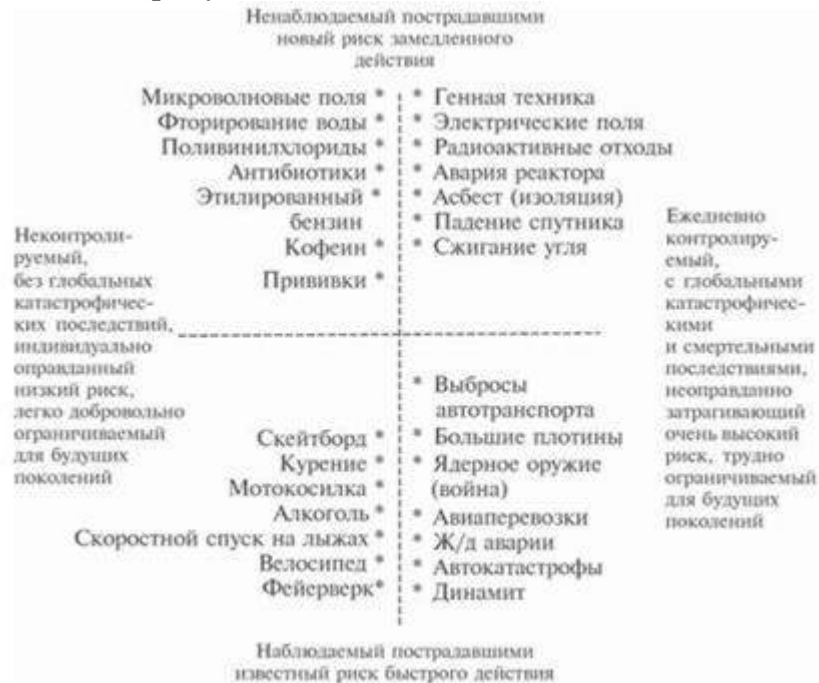 Ненаблюдаемый пострадавшими
новый риск замедленного
действия
Микроволновые поля *
Фторирование воды *
Поливинилхлориды *
Антибиотики *
Этилированный *
бензин
Кофеин *
Прививки *
* Генная техника
* Электрические поля
* Радиоактивные отходы
* Авария реактора
* Асбест (изоляция)
* Падение спутника
* Сжигание угля
Неконтроли-
руемый,
без глобальных
катастрофичес-
ких последствий,
индивидуально
оправданный
низкий риск,
легко добровольно
ограничиваемый
для будущих
поколений
Ежедневно
контролиру-
емый,
с глобальными
катастрофичес-
кими
и смертельными
последствиями,
неоправданно
затрагивающий
очень высокий
риск, трудно
ограничиваемый
для будущих
поколений
Скейтборд *
Курение *
Мотокосилка *
Алкоголь *
Скоростной спуск на лыжах *
Велосипед *
Фейерверк*
* Выбросы
автотранспорта
* Большие плотины
* Ядерное оружие
(война)
* Авиаперевозки
* Ж/д аварии
* Автокатастрофы
* Динамит
Наблюдаемый пострадавшими
известный риск быстрого действия